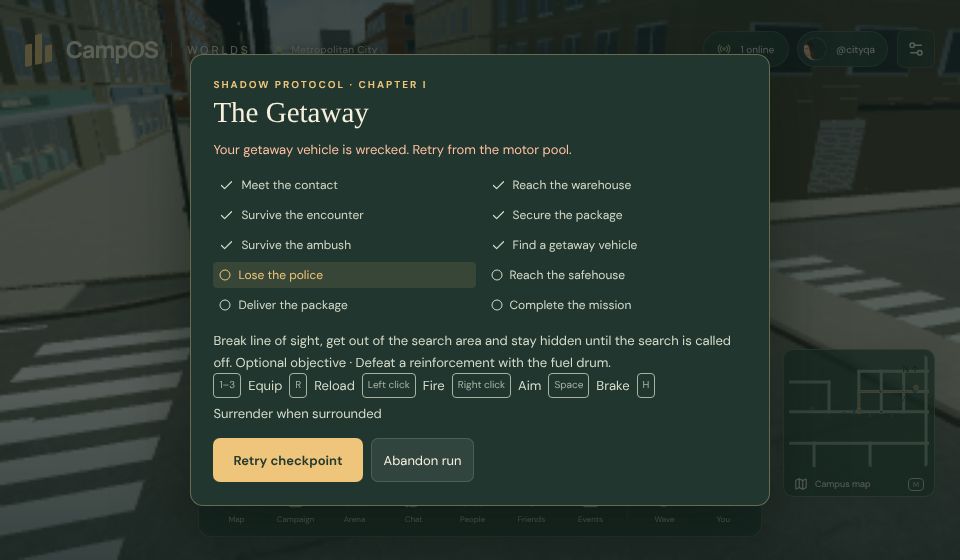 CampOS WORLDS Metropolitan City 1 online @cityqa
SHADOW PROTOCOL · CHAPTER I
The Getaway
Your getaway vehicle is wrecked. Retry from the motor pool.
Meet the contact
Reach the warehouse
Survive the encounter
Secure the package
Survive the ambush
Find a getaway vehicle
Lose the police
Reach the safehouse
Deliver the package
Complete the mission
Break line of sight, get out of the search area and stay hidden until the search is called
off. Optional objective · Defeat a reinforcement with the fuel drum.
1–3 Equip R Reload Left click Fire Right click Aim Space Brake H
Surrender when surrounded
Retry checkpoint Abandon run
Campus map M
Map Campaign Arena Chat People Friends Events Wave You